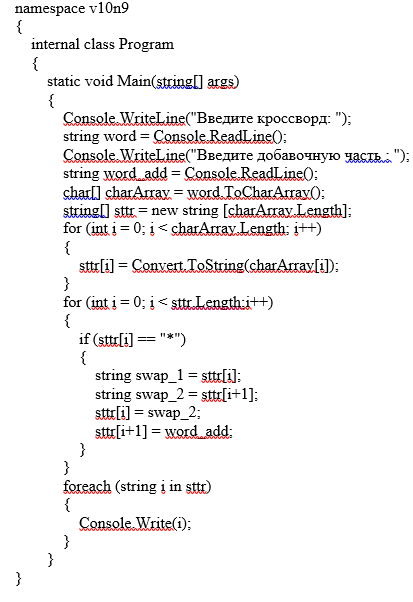 namespace v10n9
{
internal class Program
{
static void Main(string[] args)
{
Console.WriteLine("Введите кроссворд: ");
string word = Console.ReadLine();
Console.WriteLine("Введите добавочную часть : ");
string word_add = Console.ReadLine();
char[] charArray = word.ToCharArray();
string[] sttr = new string [charArray.Length];
for (int i = 0; i < charArray.Length; i++)
{
sttr[i] = Convert.ToString(charArray[i]);
}
for (int i = 0; i < sttr.Length;i++)
{
if (sttr[i] == "*")
{
string swap_1 = sttr[i];
string swap_2 = sttr[i+1];
sttr[i] = swap_2;
sttr[i+1] = word_add;
}
}
foreach (string i in sttr)
{
Console.Write(i);
}
}
}